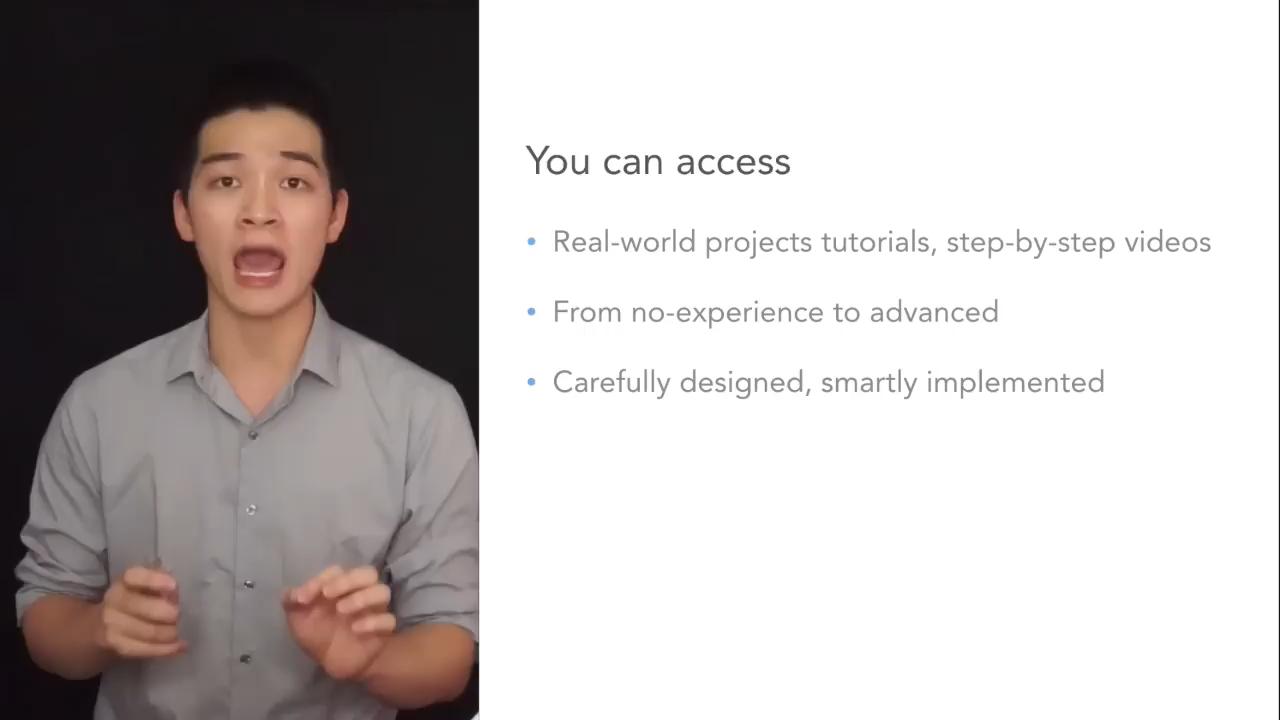 You can access
• Real-world projects tutorials, step-by-step videos
• From no-experience to advanced
• Carefully designed, smartly implemented